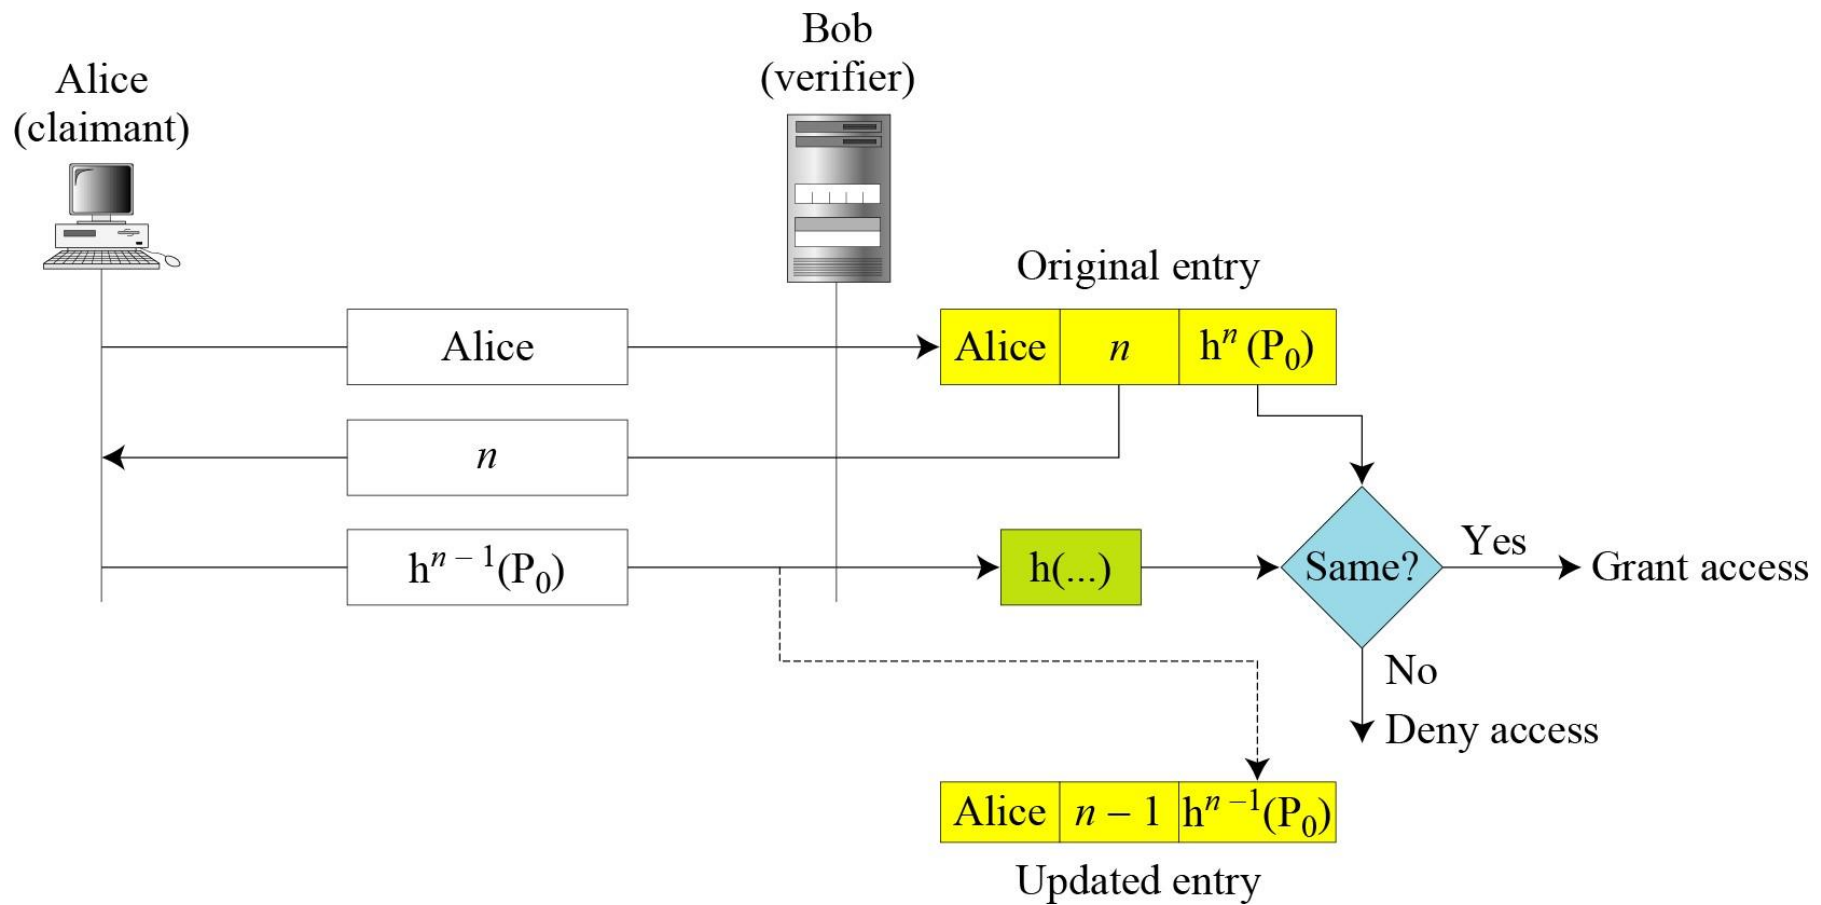 Bob
(verifier)
Alice
(claimant)
Original entry
Alice
Alice
n
hⁿ (P₀)
n
hⁿ ⁻ ¹(P₀)
h(...)
Same?
Yes
Grant access
No
Deny access
Alice
n – 1
hⁿ ⁻¹(P₀)
Updated entry